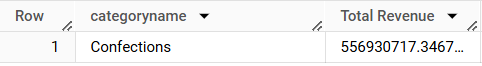 Row categoryname Total Revenue
1 Confections 556930717.3467…